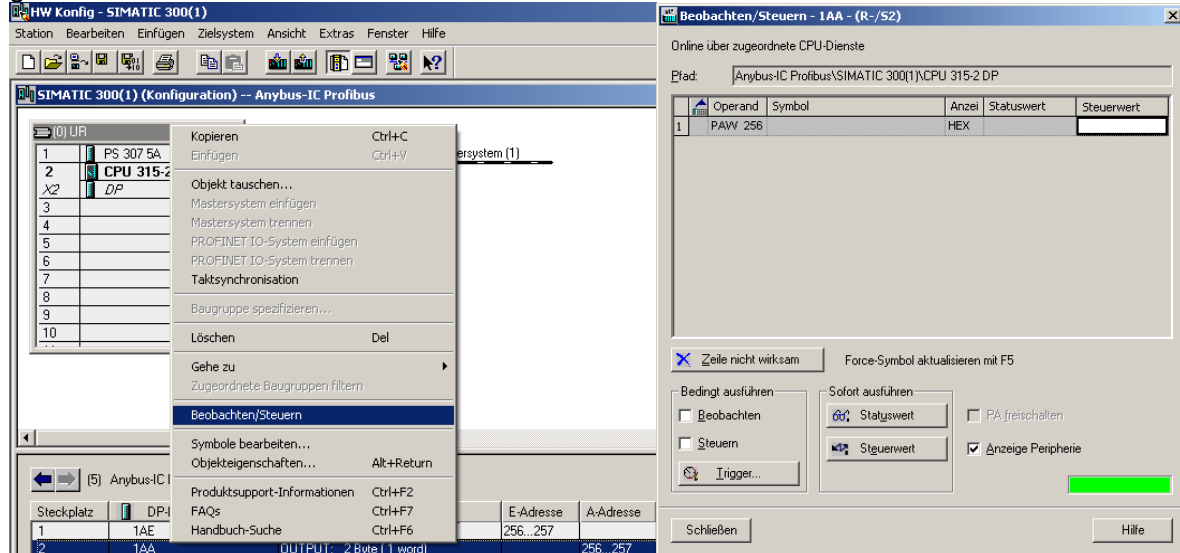 HW Konfig - SIMATIC 300(1)
Station Bearbeiten Einfügen Zielsystem Ansicht Extras Fenster Hilfe
SIMATIC 300(1) (Konfiguration) -- Anybus-IC Profibus
(0) UR
1 PS 307 5A
2 CPU 315-2
X2 DP
3
4
5
6
7
8
9
10
ersystem (1)
Kopieren Ctrl+C
Einfügen Ctrl+V
Objekt tauschen...
Mastersystem einfügen
Mastersystem trennen
PROFINET IO-System einfügen
PROFINET IO-System trennen
Taktsynchronisation
Baugruppe spezifizieren...
Löschen Del
Gehe zu
Zugeordnete Baugruppen filtern
Beobachten/Steuern
Symbole bearbeiten...
Objekteigenschaften... Alt+Return
Produktsupport-Informationen Ctrl+F2
FAQs Ctrl+F7
Handbuch-Suche Ctrl+F6
(5) Anybus-IC
Steckplatz DP- E-Adresse A-Adresse
1 1AE 256...257
2 1AA OUTPUT: 2 Byte ( 1 word) 256...257
Beobachten/Steuern - 1AA - (R-/S2)
Online über zugeordnete CPU-Dienste
Pfad: Anybus-IC Profibus\SIMATIC 300(1)\CPU 315-2 DP
Operand Symbol Anzei Statuswert Steuerwert
1 PAW 256 HEX
Zeile nicht wirksam Force-Symbol aktualisieren mit F5
Bedingt ausführen
Beobachten
Steuern
Trigger...
Sofort ausführen
Statuswert
Steuerwert
PA freischalten
Anzeige Peripherie
Schließen Hilfe